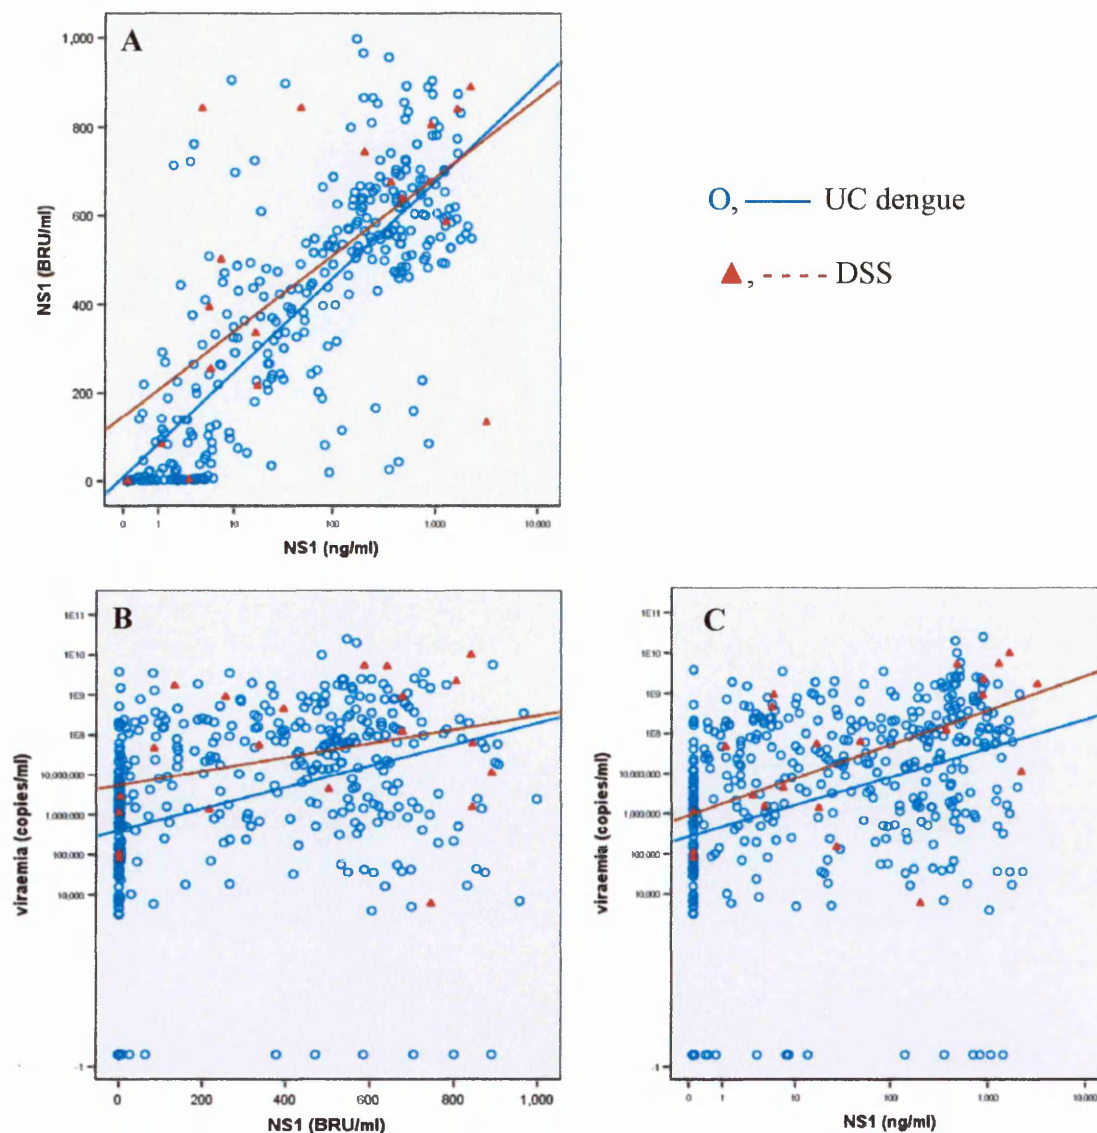 A
1,000
800
600
400
200
0
NS1 (BRU/ml)
0 1 10 100 1,000 10,000
NS1 (ng/ml)
O, —— UC dengue
▲, ---- DSS
B
1E11
1E10
1E9
1E8
10,000,000
1,000,000
100,000
10,000
-1
viraemia (copies/ml)
0 200 400 600 800 1,000
NS1 (BRU/ml)
C
1E11
1E10
1E9
1E8
10,000,000
1,000,000
100,000
10,000
-1
viraemia (copies/ml)
0 1 10 100 1,000 10,000
NS1 (ng/ml)